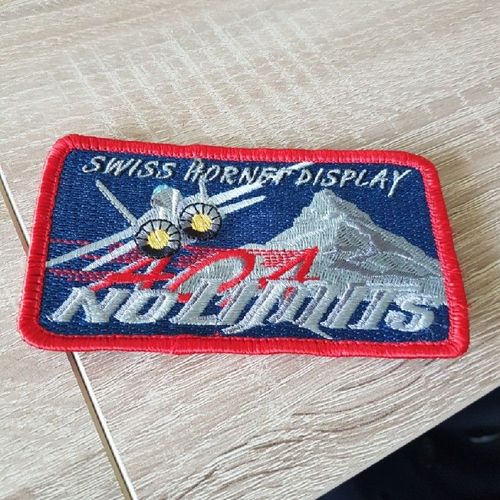 SWISS HORNET DISPLAY
NO LIMITS